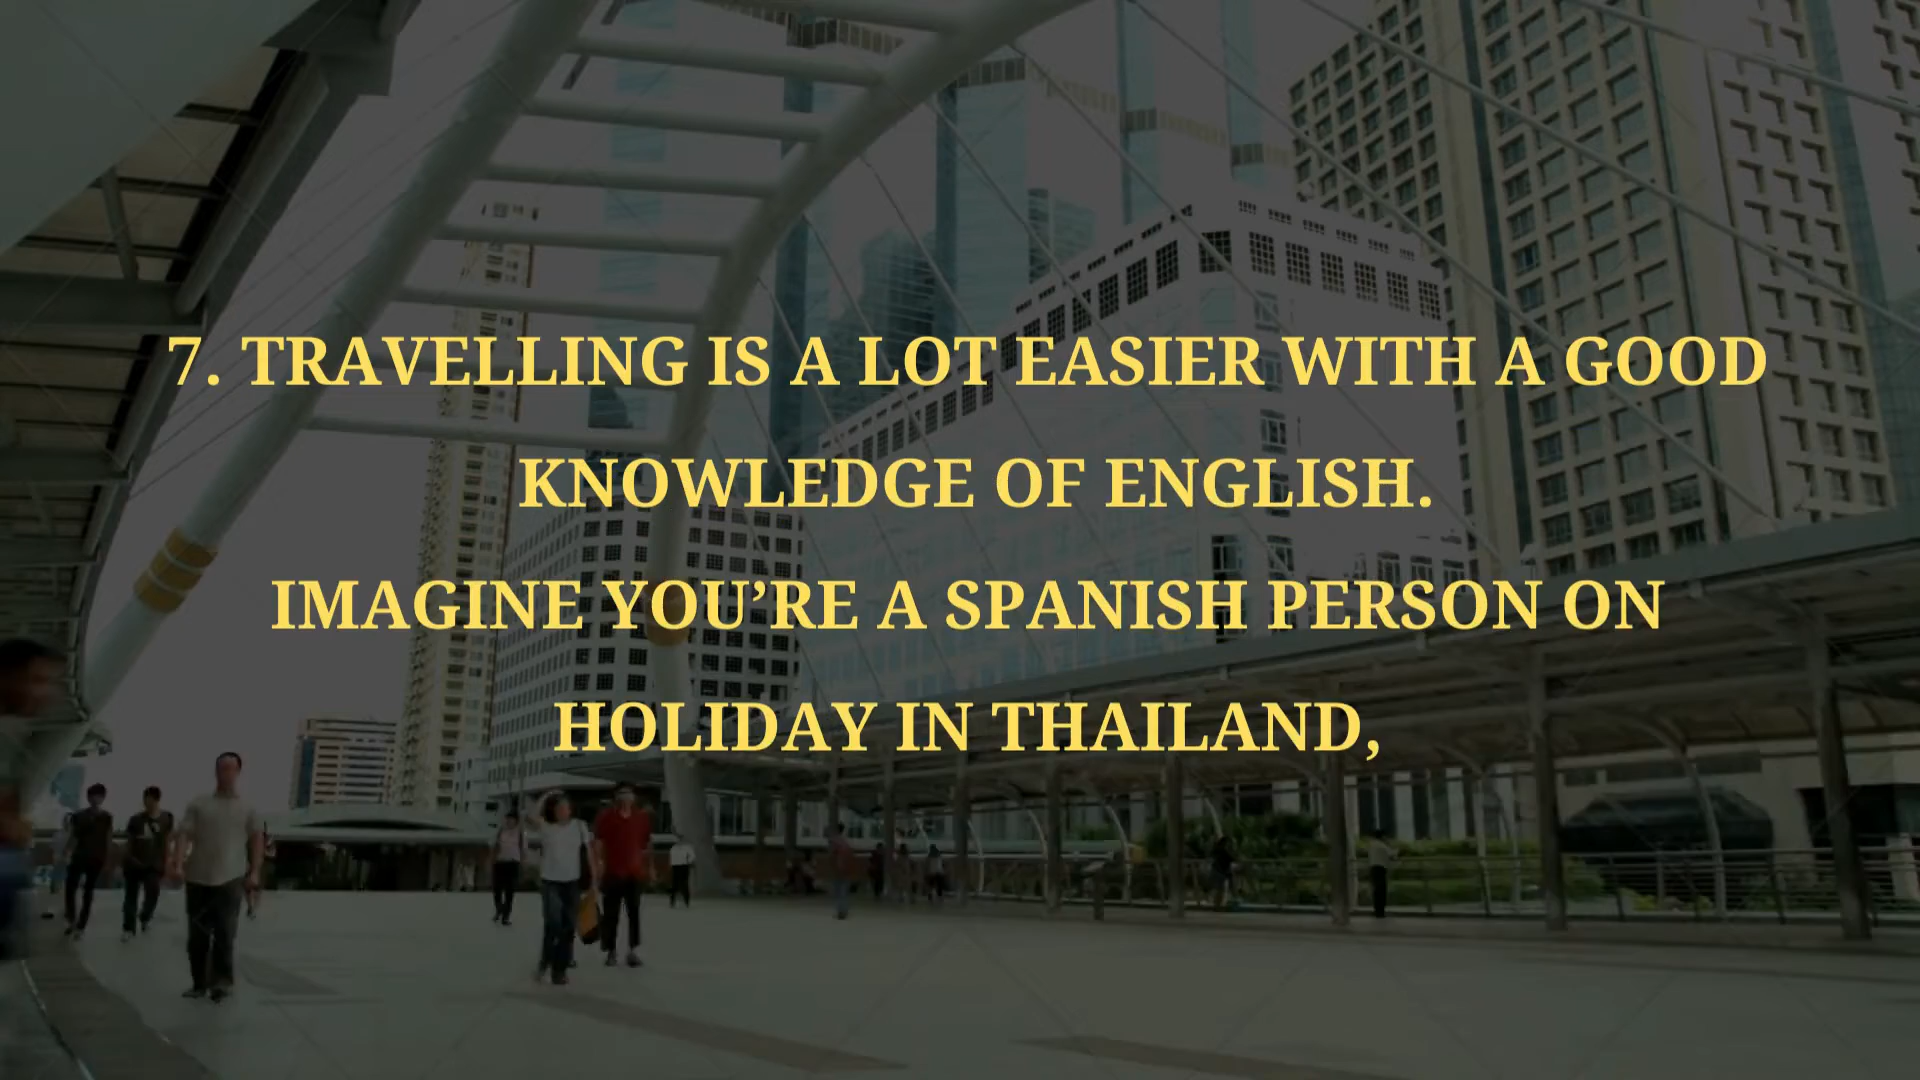 7. TRAVELLING IS A LOT EASIER WITH A GOOD
KNOWLEDGE OF ENGLISH.
IMAGINE YOU’RE A SPANISH PERSON ON
HOLIDAY IN THAILAND,